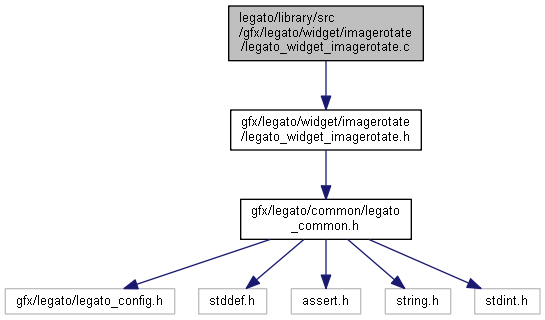 legato/library/src
/gfx/legato/widget/imagerotate
/legato_widget_imagerotate.c
gfx/legato/widget/imagerotate
/legato_widget_imagerotate.h
gfx/legato/common/legato
_common.h
gfx/legato/legato_config.h
stddef.h
assert.h
string.h
stdint.h